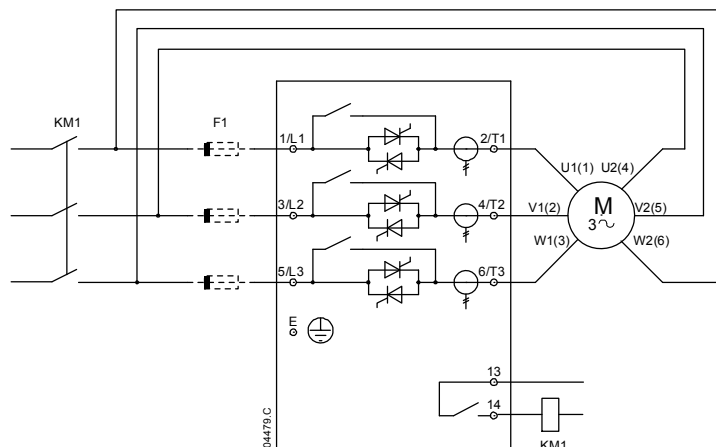 KM1
F1
1/L1
2/T1
U1(1) U2(4)
3/L2
4/T2
V1(2)
M
3
V2(5)
W1(3)
W2(6)
5/L3
6/T3
E
13
14
KM1
04479.C